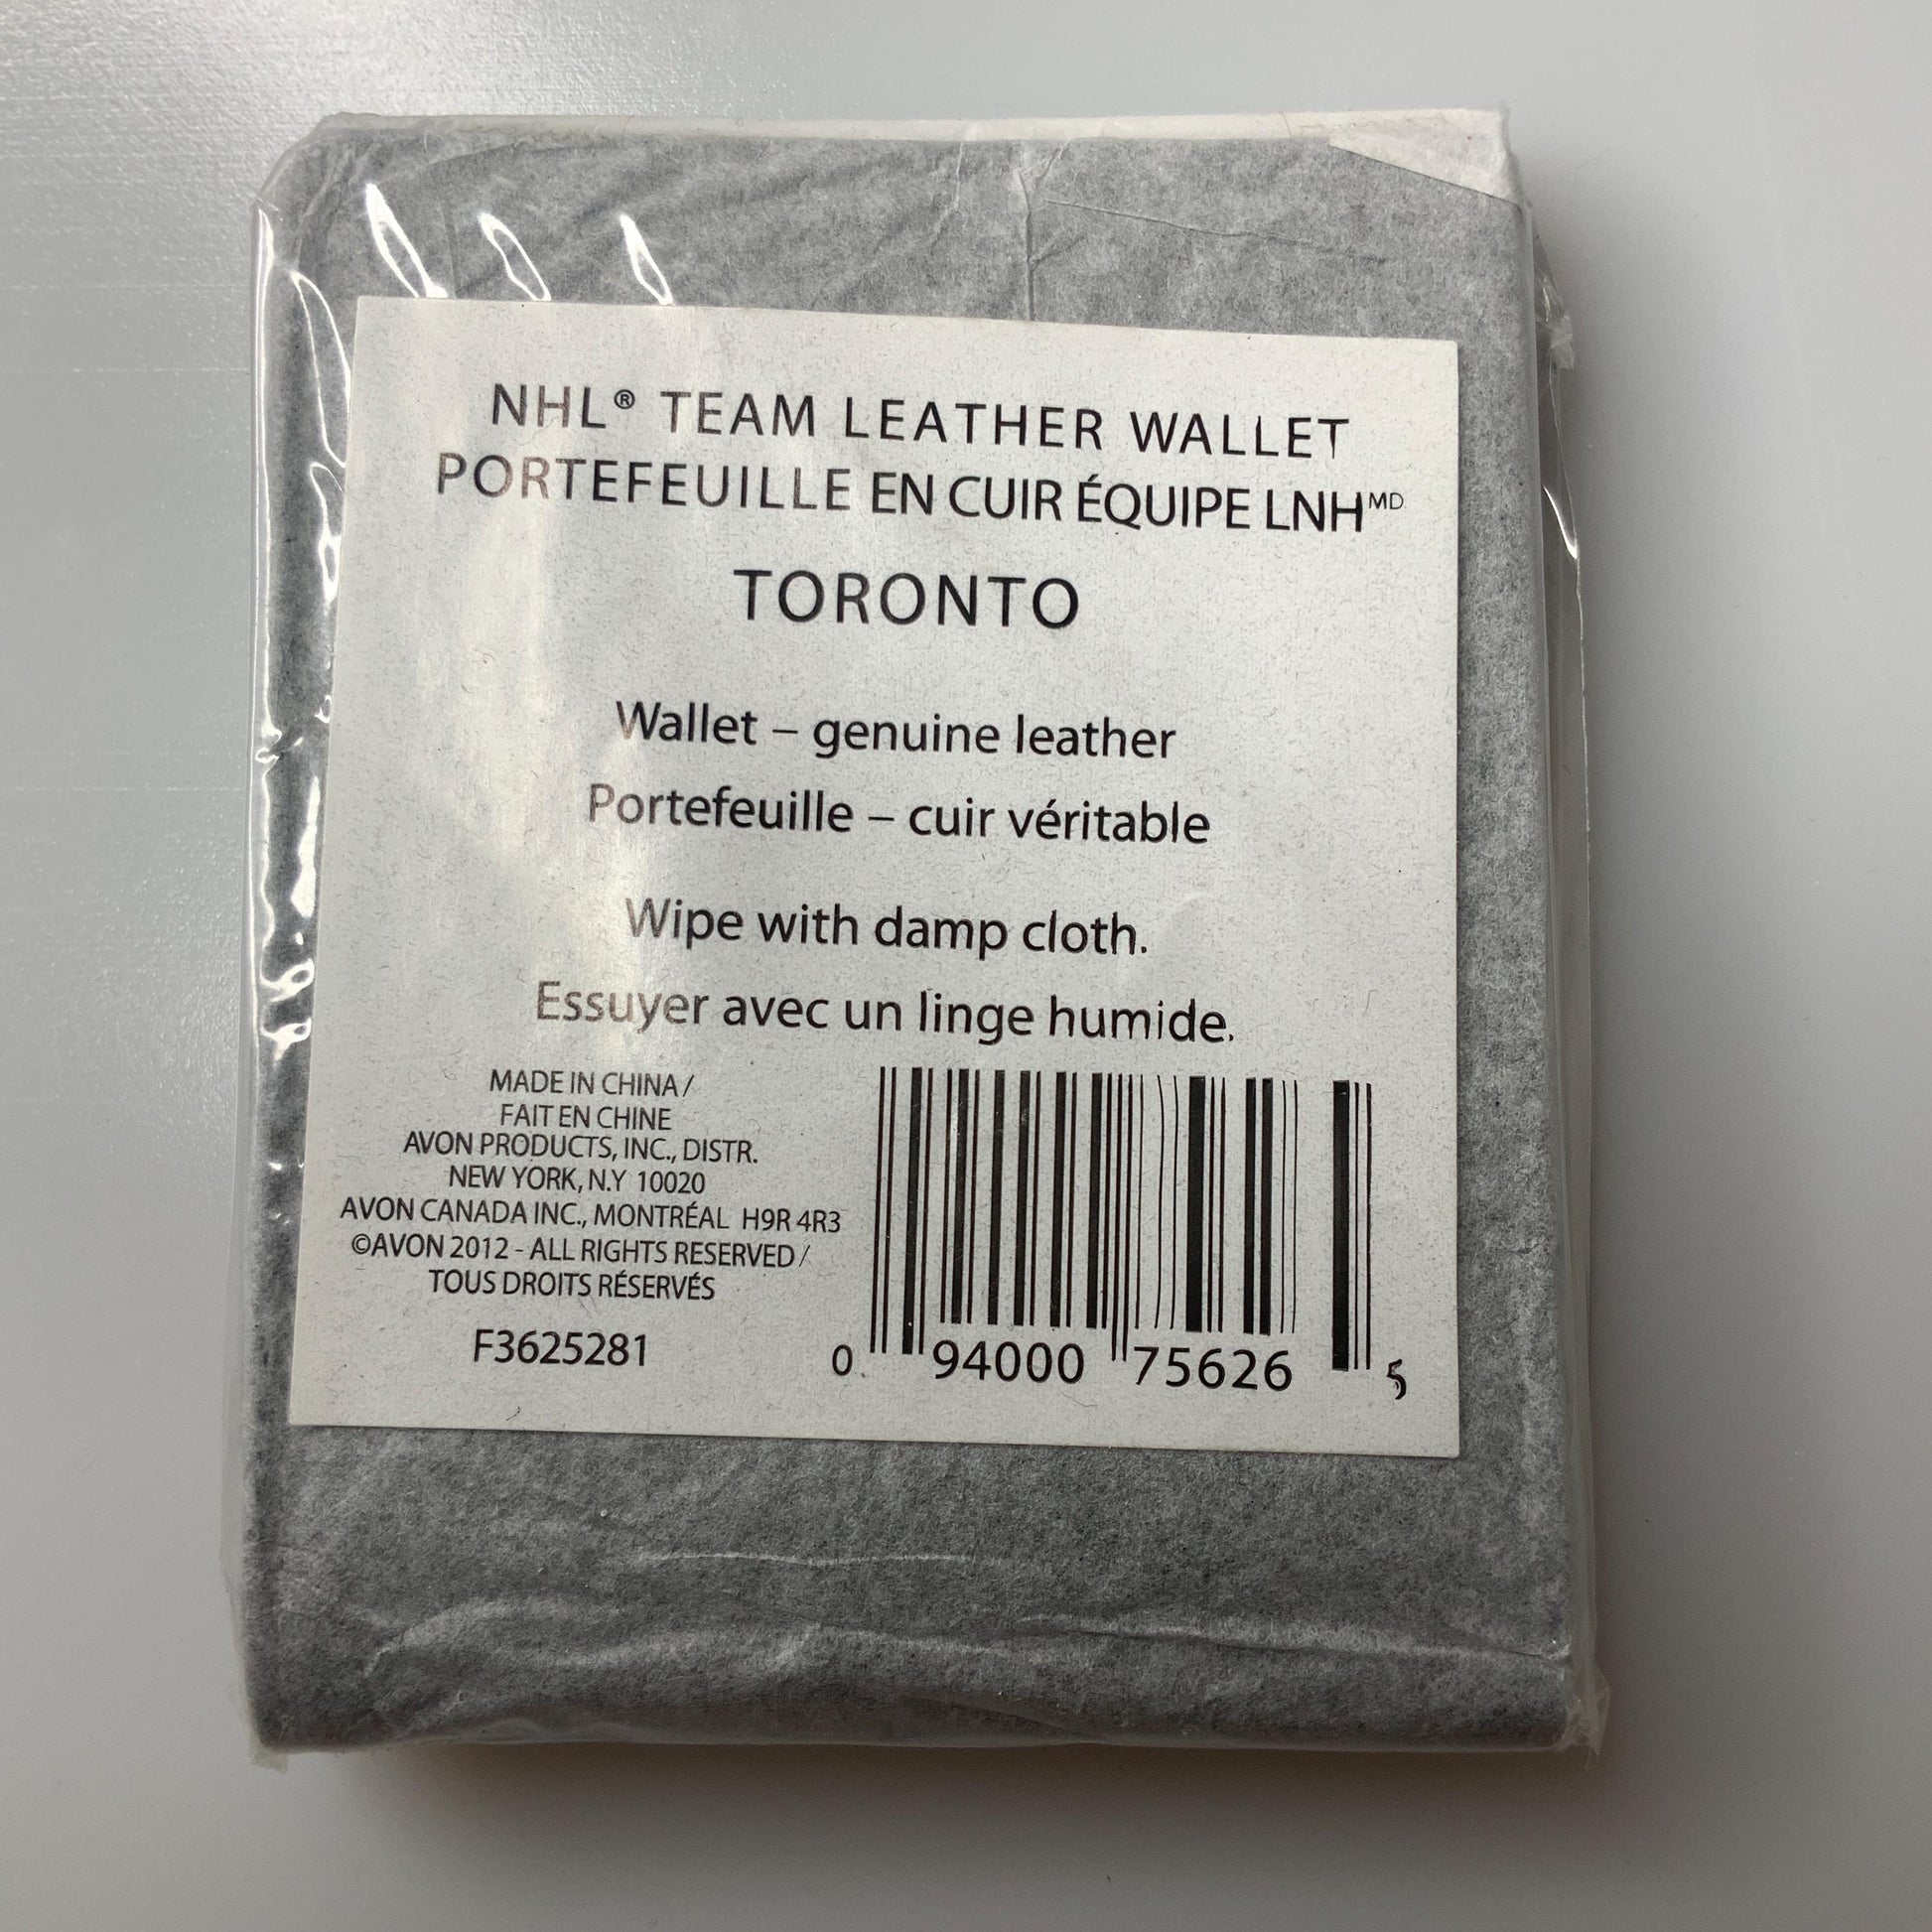 NHL® TEAM LEATHER WALLET
PORTEFEUILLE EN CUIR ÉQUIPE LNHMD
TORONTO
Wallet – genuine leather
Portefeuille – cuir véritable
Wipe with damp cloth.
Essuyer avec un linge humide.
MADE IN CHINA/
FAIT EN CHINE
AVON PRODUCTS, INC., DISTR.
NEW YORK, N.Y 10020
AVON CANADA INC., MONTRÉAL H9R 4R3
©AVON 2012 - ALL RIGHTS RESERVED/
TOUS DROITS RÉSERVÉS
F3625281
0 94000 75626 5